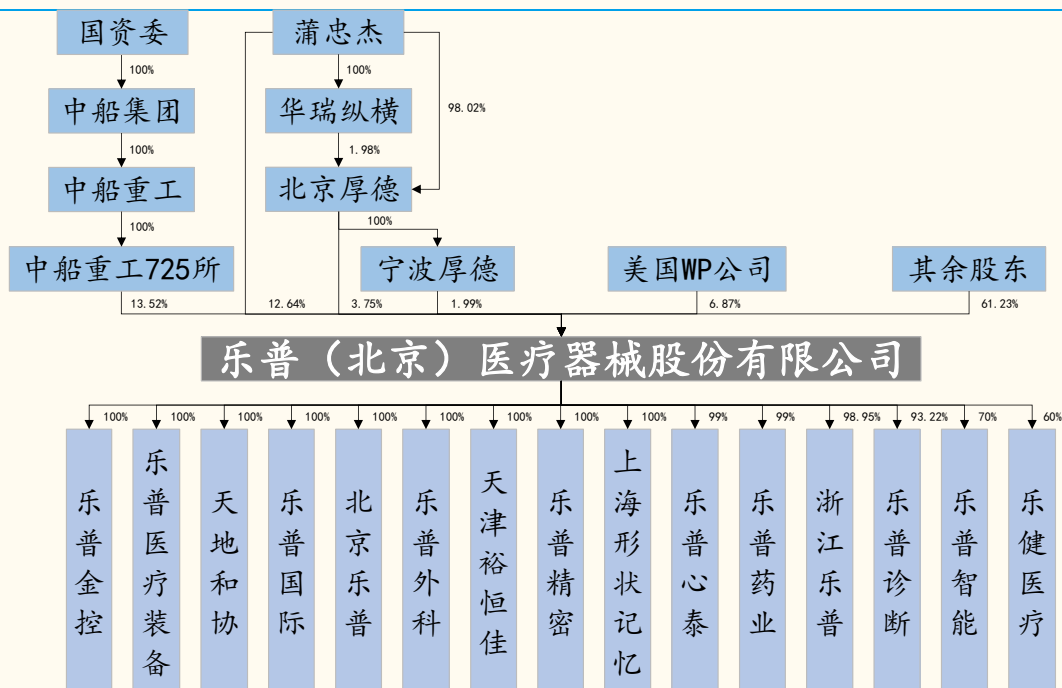 国资委
蒲忠杰
100%
100%
中船集团
华瑞纵横
98.02%
100%
1.98%
中船重工
北京厚德
100%
100%
中船重工725所
宁波厚德
美国WP公司
其余股东
13.52%
12.64%
3.75%
1.99%
6.87%
61.23%
乐普（北京）医疗器械股份有限公司
100%
100%
100%
100%
100%
100%
100%
100%
100%
99%
99%
98.95%
93.22%
70%
60%
乐普金控
乐普医疗装备
天地和协
乐普国际
北京乐普
乐普外科
天津裕恒佳
乐普精密
上海形状记忆
乐普心泰
乐普药业
浙江乐普
乐普诊断
乐普智能
乐健医疗